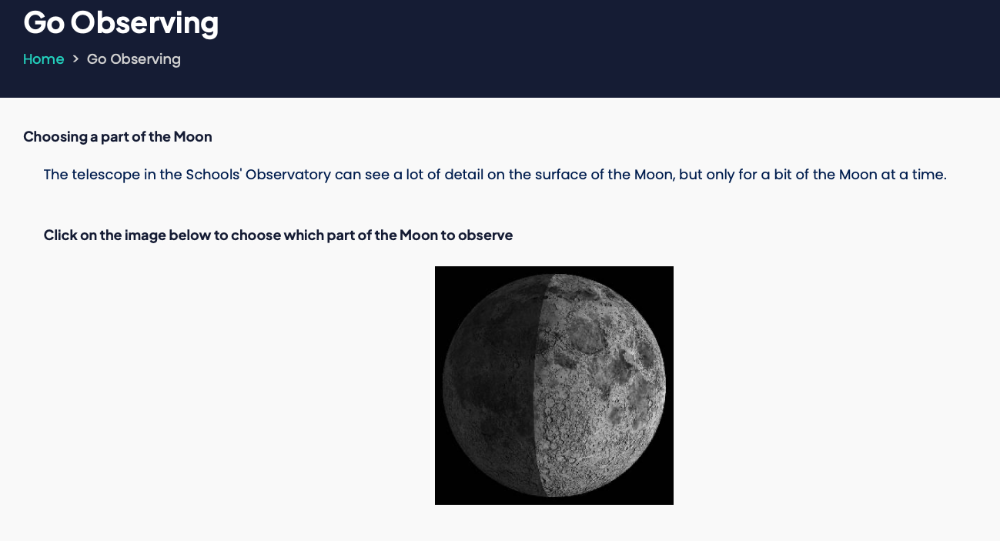 Go Observing
Home > Go Observing
Choosing a part of the Moon
The telescope in the Schools' Observatory can see a lot of detail on the surface of the Moon, but only for a bit of the Moon at a time.
Click on the image below to choose which part of the Moon to observe